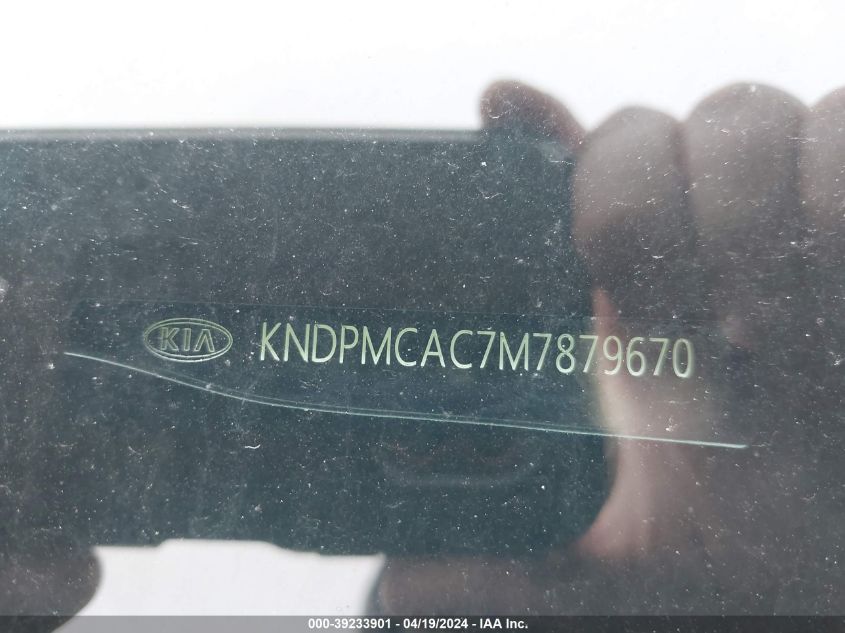 KIA KNDPMCAC7M7879670
000-39233901 - 04/19/2024 - IAA Inc.